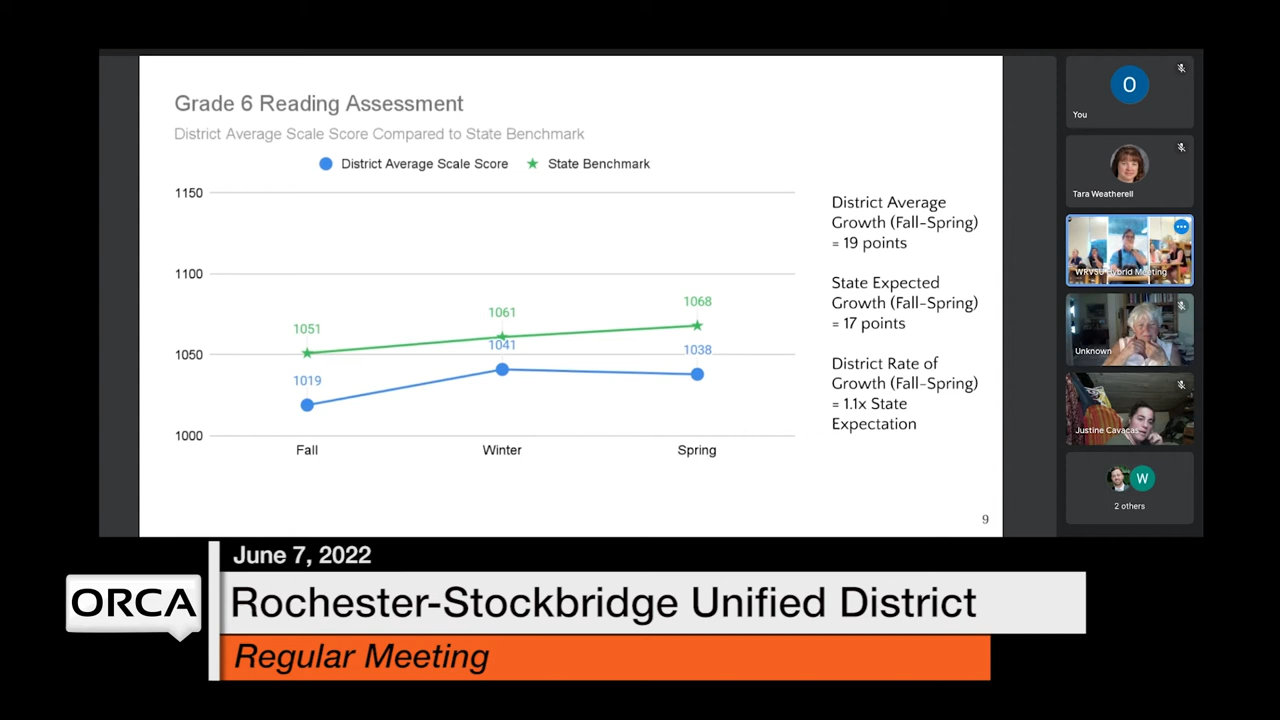 Grade 6 Reading Assessment
District Average Scale Score Compared to State Benchmark
District Average Scale Score
State Benchmark
1150
1100
1050
1000
1051
1061
1068
1019
1041
1038
Fall
Winter
Spring
District Average
Growth (Fall-Spring)
= 19 points
State Expected
Growth (Fall-Spring)
= 17 points
District Rate of
Growth (Fall-Spring)
= 1.1x State
Expectation
9
O
You
Tara Weatherell
WRVSU Hybrid Meeting
Unknown
Justine Cavacas
W
2 others
June 7, 2022
ORCA
Rochester-Stockbridge Unified District
Regular Meeting